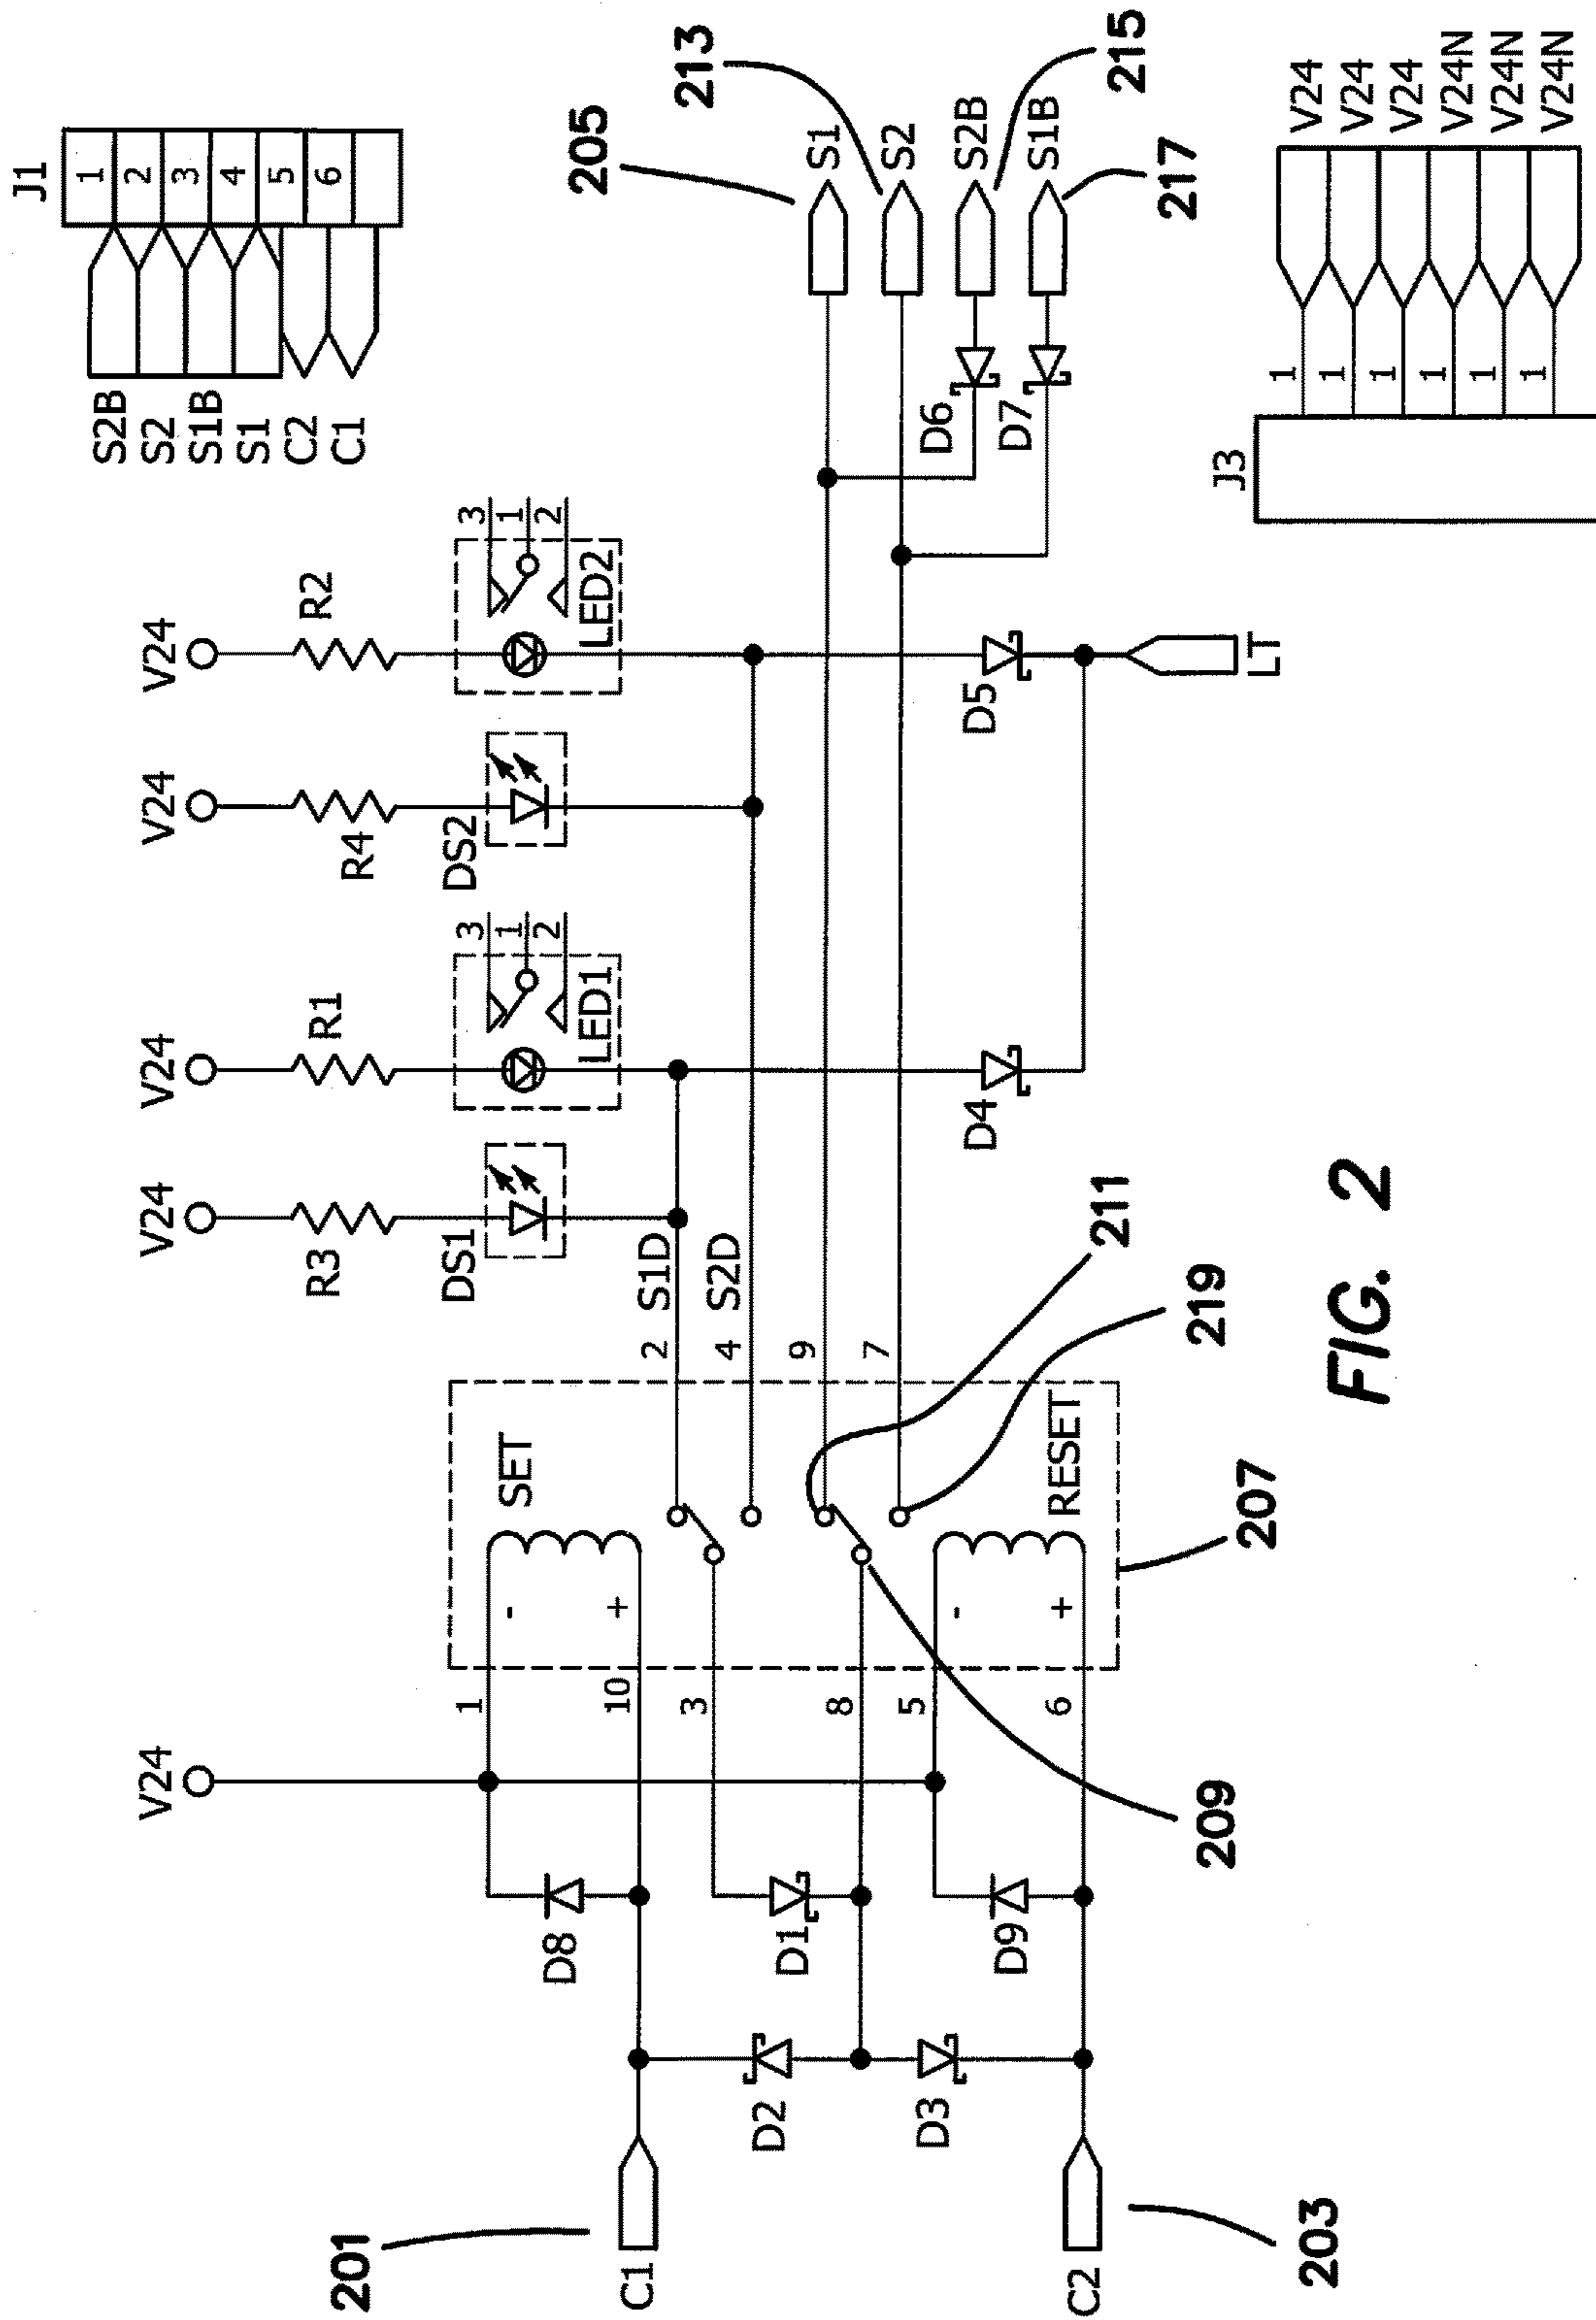 J1
1
2
3
4
5
6
S2B
S2
S1B
S1
C2
C1
V24
R3
DS1
V24
R1
LED1
3
1
2
V24
R4
DS2
V24
R2
LED2
3
1
2
205
S1
213
S2
S2B
215
S1B
217
D6
D7
D5
D4
LT
S1D
S2D
2
4
9
7
SET
-
+
RESET
-
+
211
219
207
209
V24
1
10
3
8
5
6
D8
D1
D9
D2
D3
201
C1
C2
203
J3
1
1
1
1
1
1
V24
V24
V24
V24N
V24N
V24N
FIG. 2